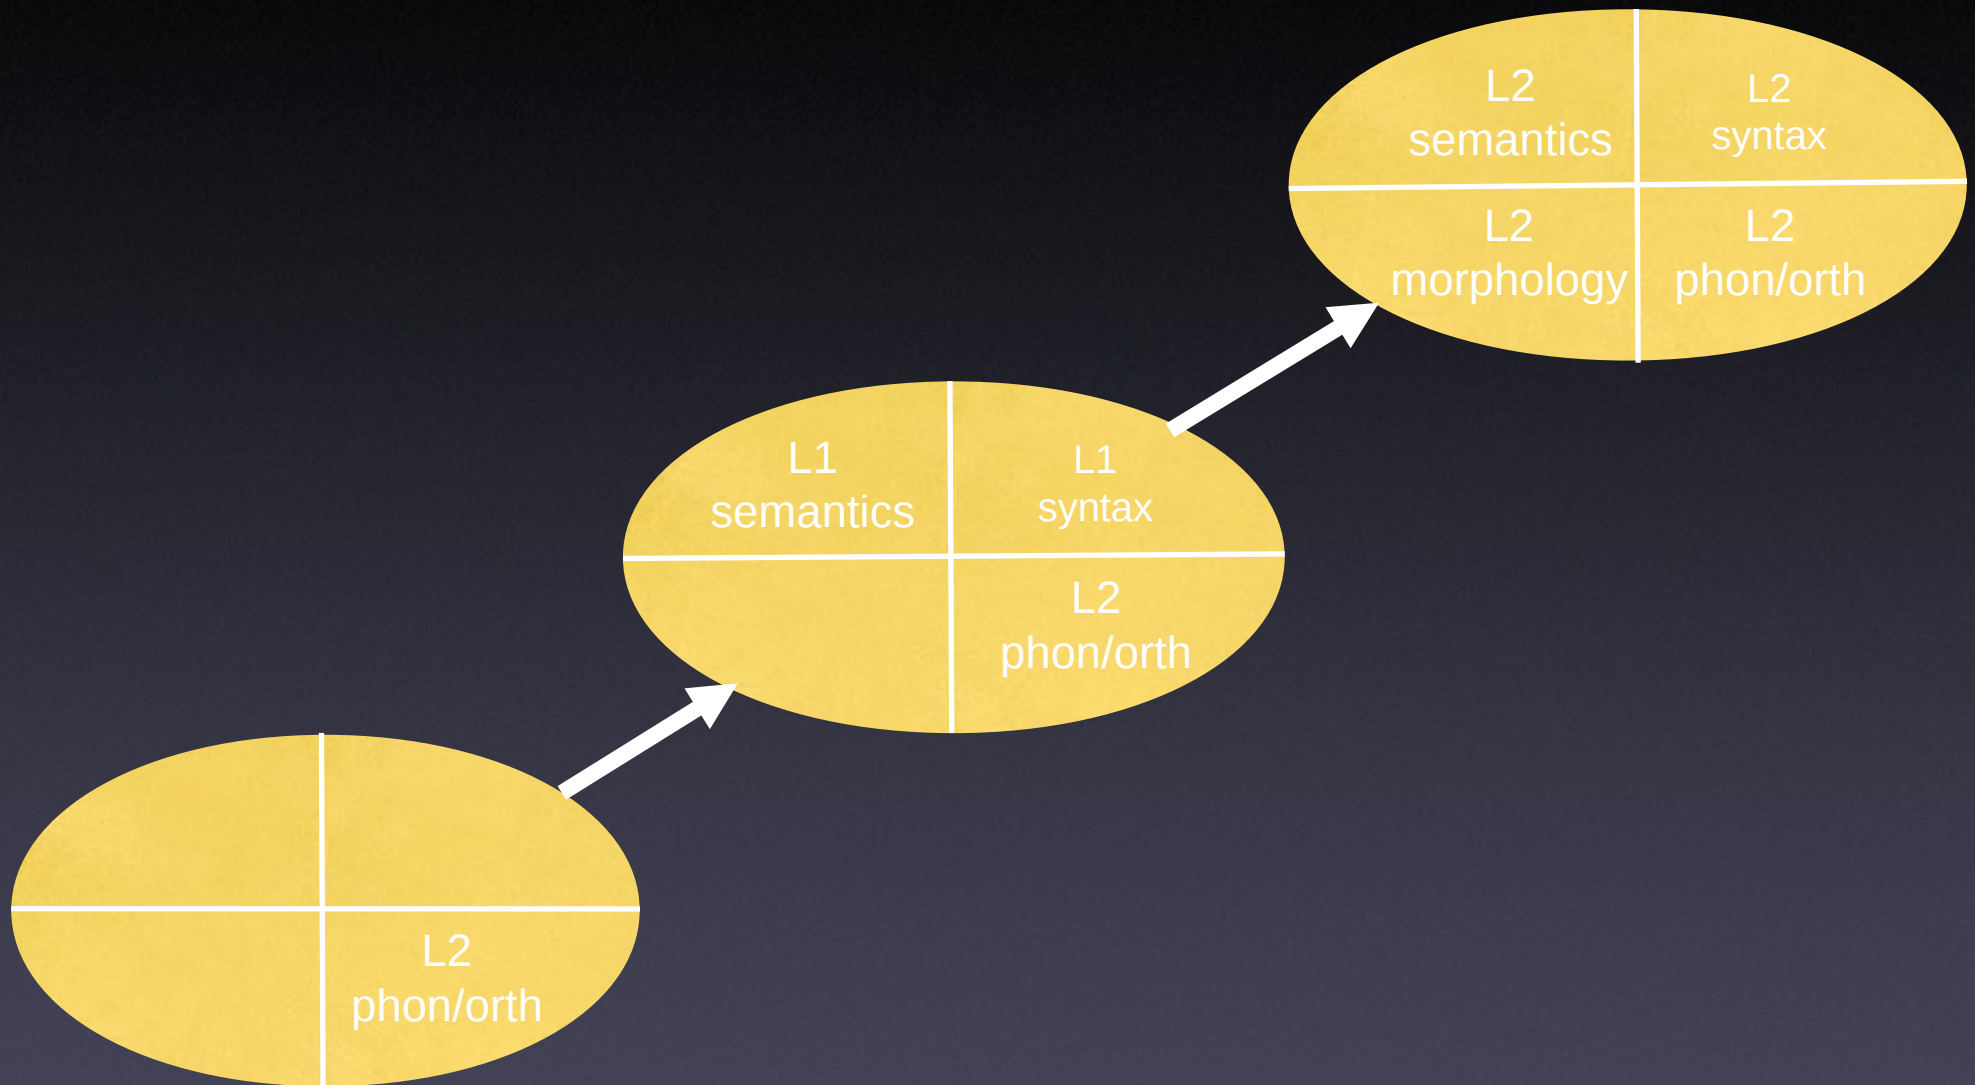 L2
semantics
L2
syntax
L2
morphology
L2
phon/orth
L1
semantics
L1
syntax
L2
phon/orth
L2
phon/orth